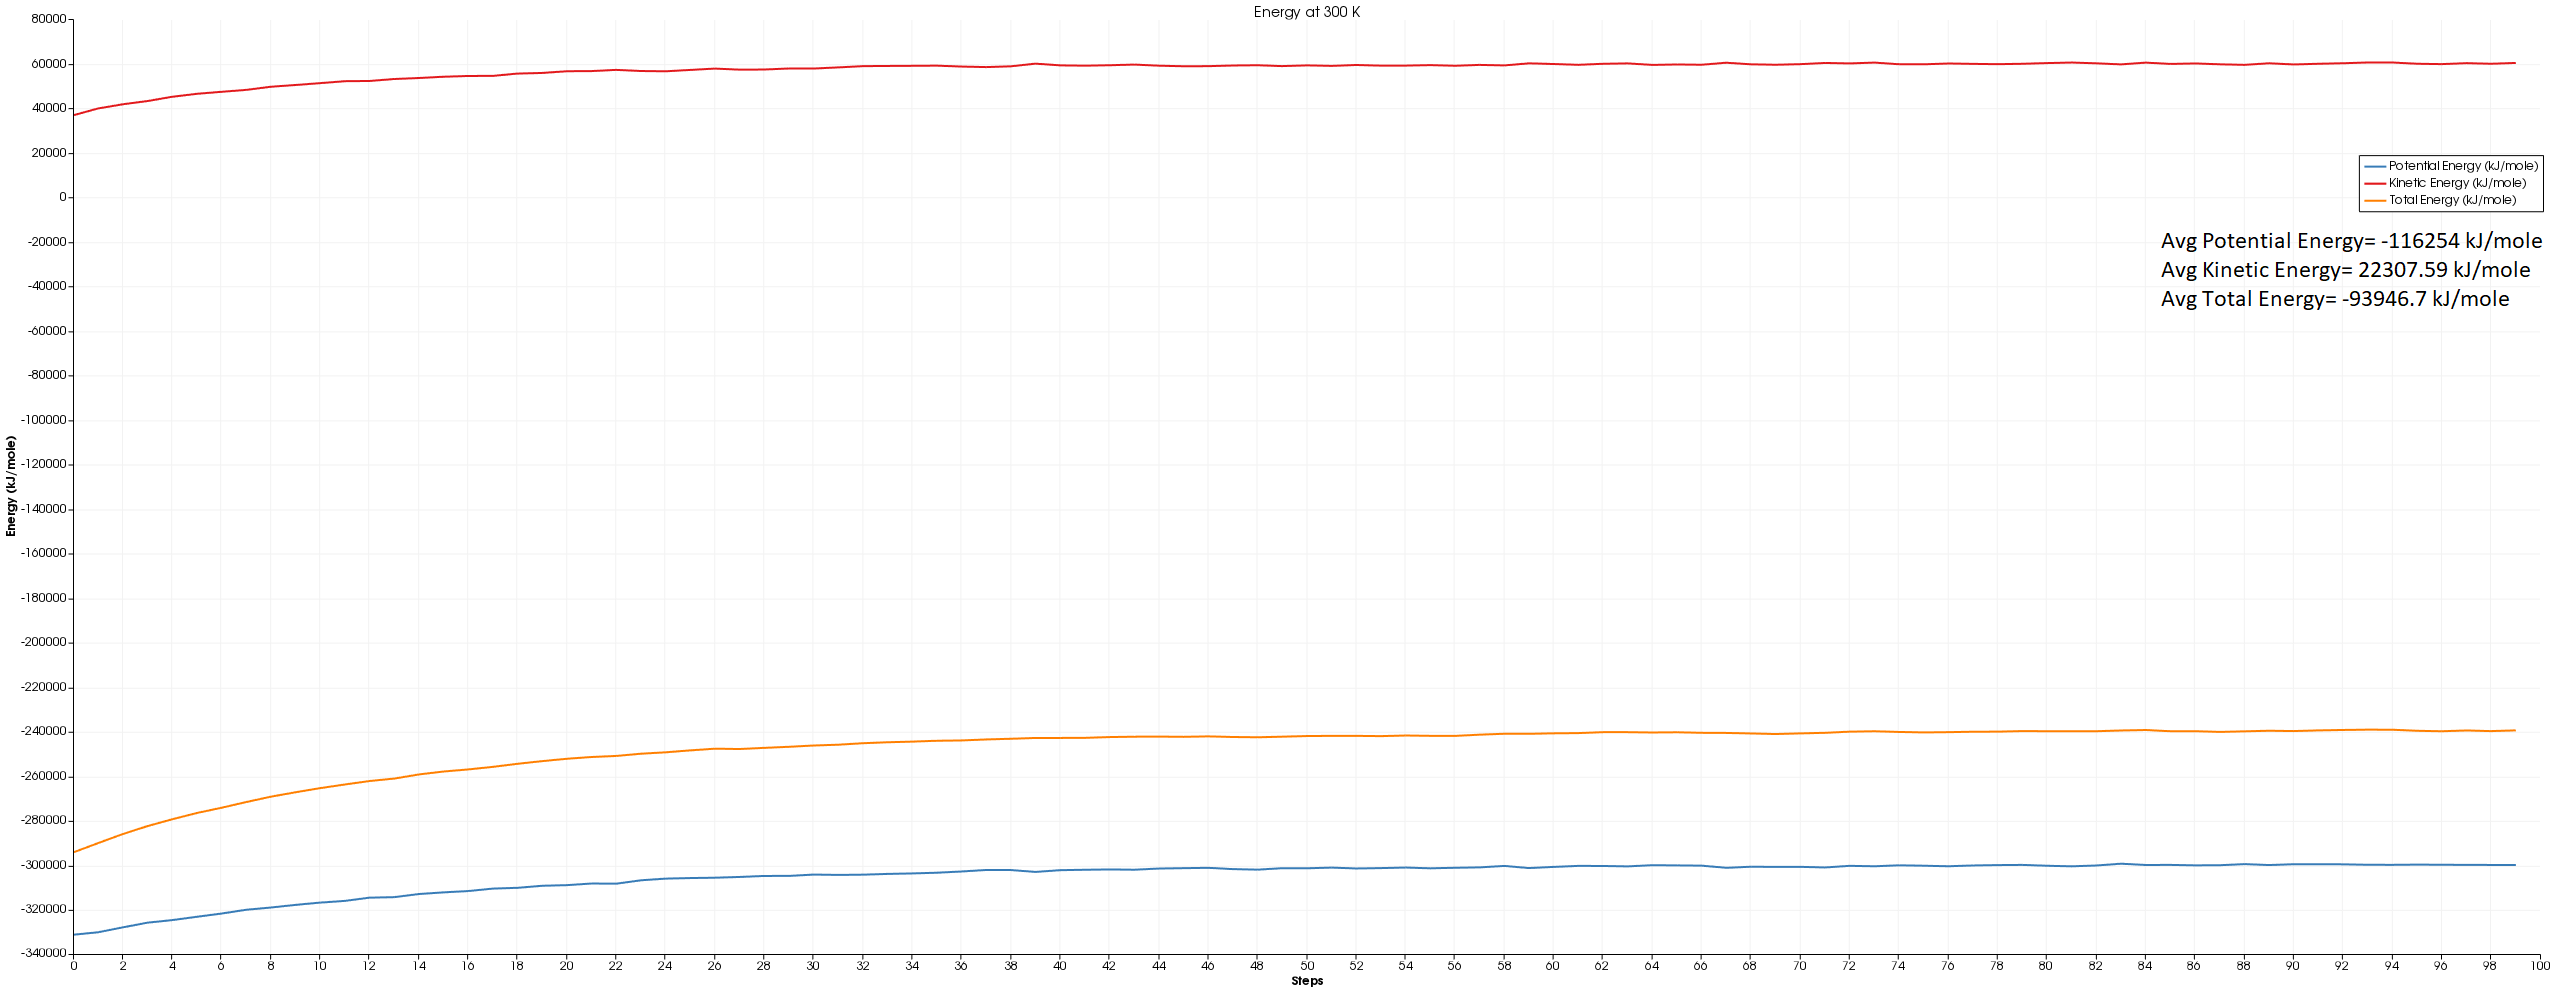 Energy at 300 K
80000
60000
40000
20000
0
-20000
-40000
-60000
-80000
-100000
-120000
-140000
-160000
-180000
-200000
-220000
-240000
-260000
-280000
-300000
-320000
-340000
Energy (kJ/mole)
Potential Energy (kJ/mole)
Kinetic Energy (kJ/mole)
Total Energy (kJ/mole)
Avg Potential Energy= -116254 kJ/mole
Avg Kinetic Energy= 22307.59 kJ/mole
Avg Total Energy= -93946.7 kJ/mole
0 2 4 6 8 10 12 14 16 18 20 22 24 26 28 30 32 34 36 38 40 42 44 46 48 50 52 54 56 58 60 62 64 66 68 70 72 74 76 78 80 82 84 86 88 90 92 94 96 98 100
Steps